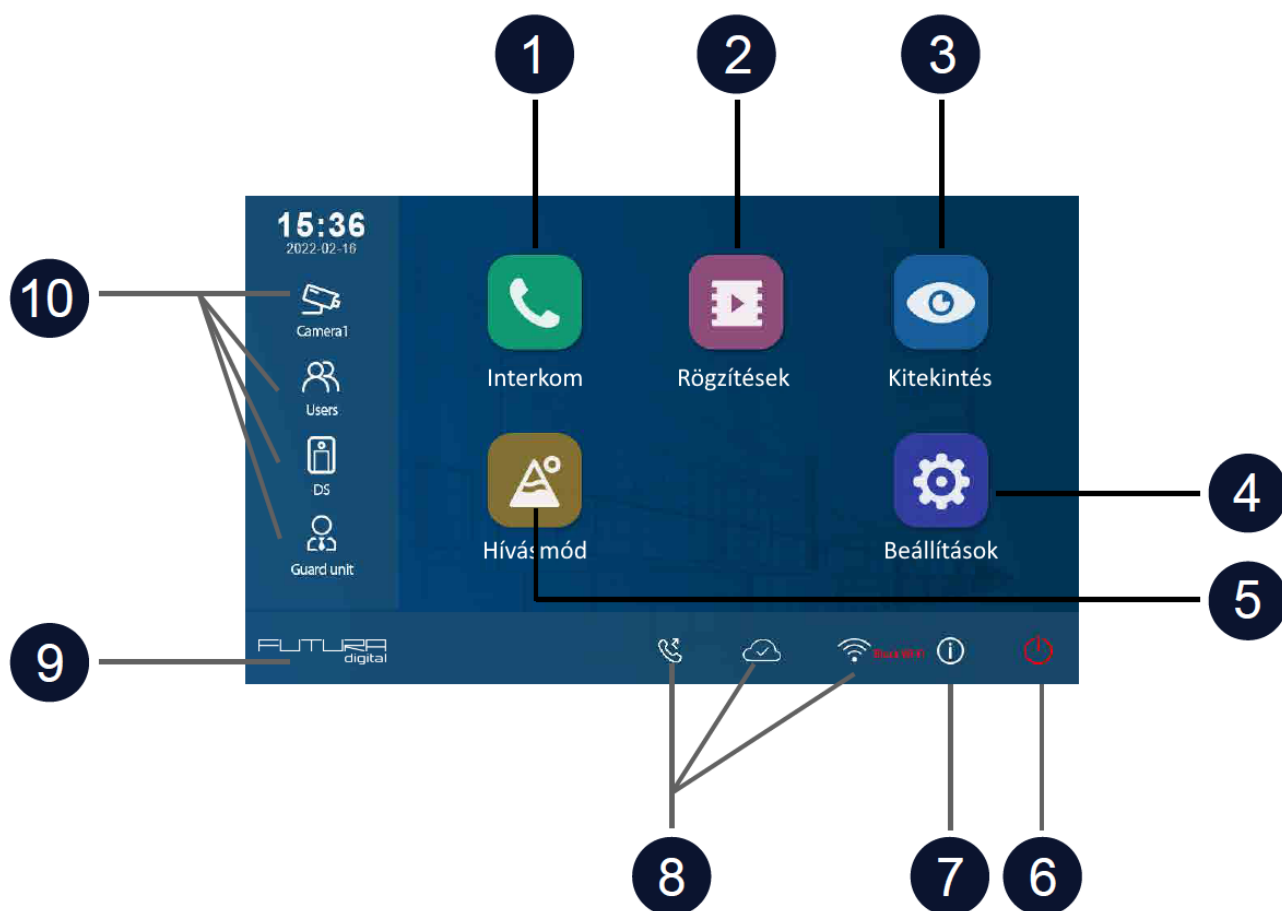 1
2
3
15:36
2022-02-16
10
Camera1
Interkom
Rögzítések
Kitekintés
Users
DS
4
Hívásmód
Beállítások
Guard unit
5
FUTURA
digital
9
8
7
6